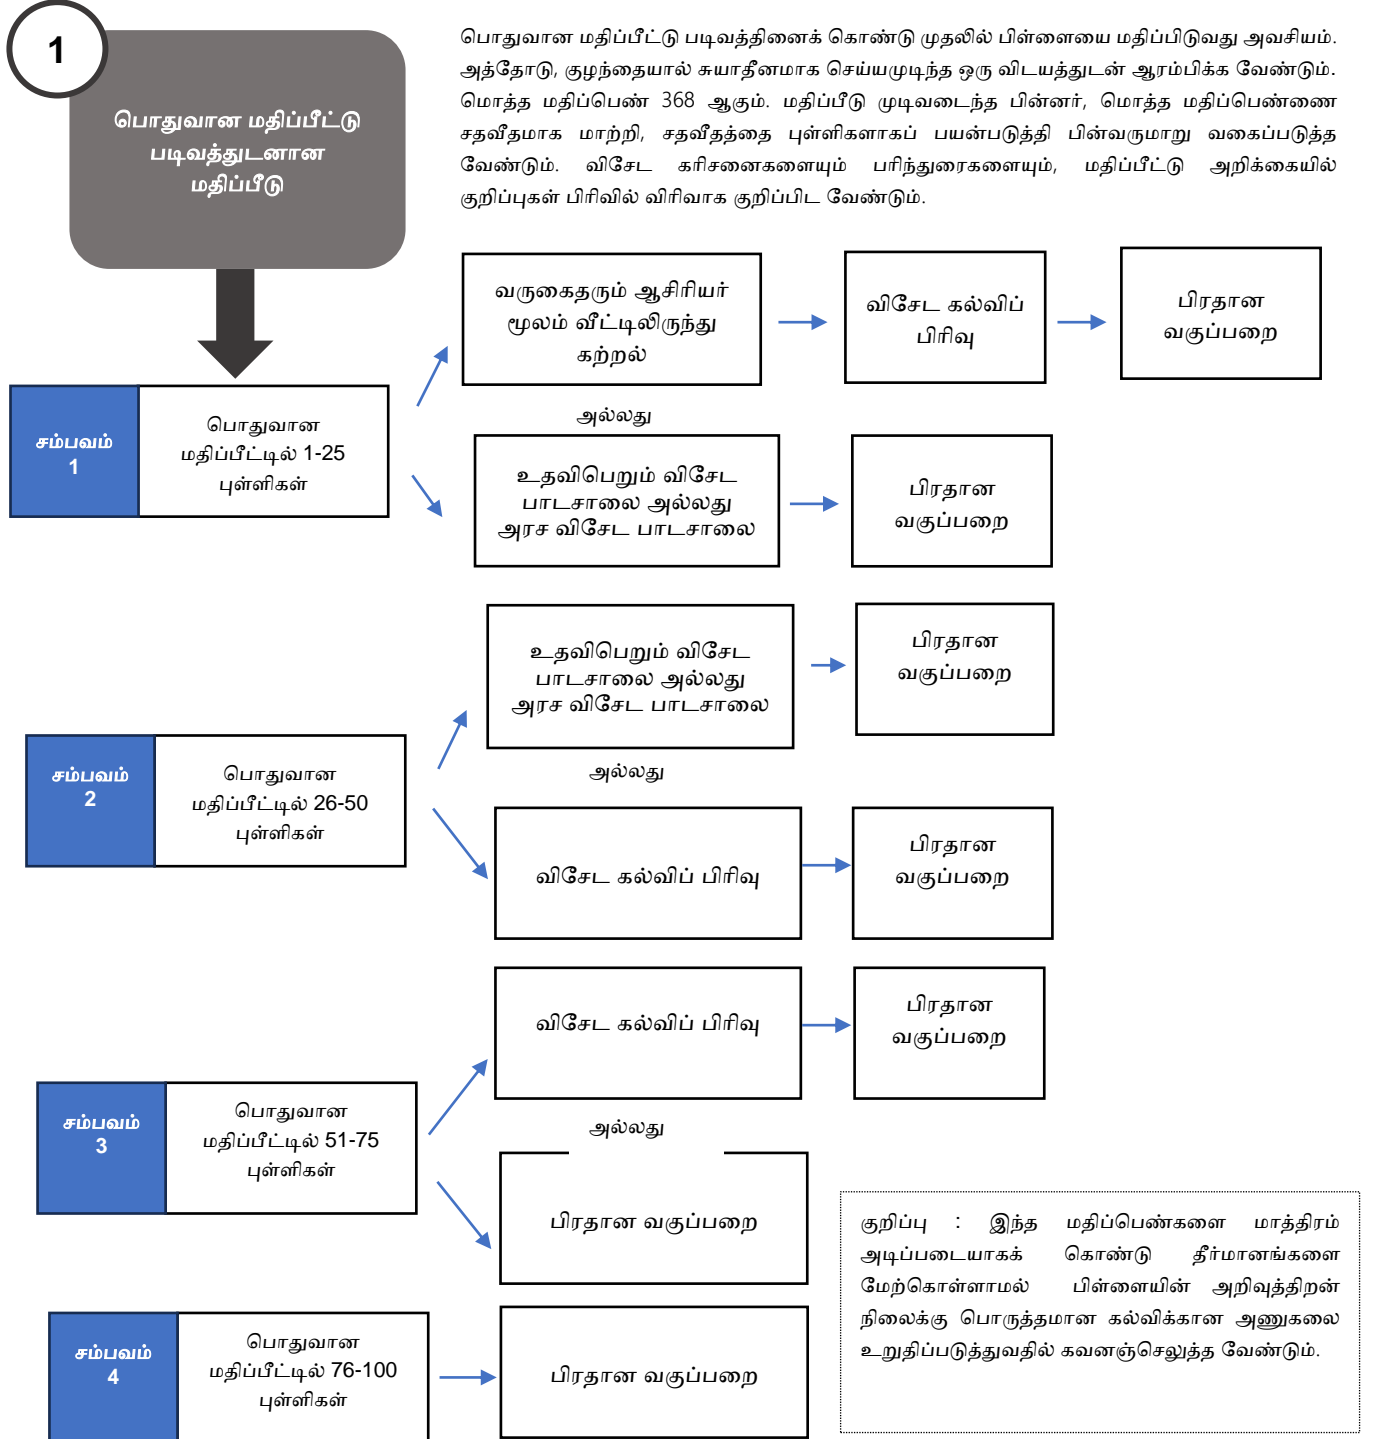 1
பொதுவான மதிப்பீட்டு
படிவத்துடனான
மதிப்பீடு
பொதுவான மதிப்பீட்டு படிவத்தினைக் கொண்டு முதலில் பிள்ளையை மதிப்பிடுவது அவசியம்.
அத்தோடு, குழந்தையால் சுயாதீனமாக செய்யமுடிந்த ஒரு விடயத்துடன் ஆரம்பிக்க வேண்டும்.
மொத்த மதிப்பெண் 368 ஆகும். மதிப்பீடு முடிவடைந்த பின்னர், மொத்த மதிப்பெண்ணை
சதவீதமாக மாற்றி, சதவீதத்தை புள்ளிகளாகப் பயன்படுத்தி பின்வருமாறு வகைப்படுத்த
வேண்டும். விசேட கரிசனைகளையும் பரிந்துரைகளையும், மதிப்பீட்டு அறிக்கையில்
குறிப்புகள் பிரிவில் விரிவாக குறிப்பிட வேண்டும்.
சம்பவம்
1
பொதுவான
மதிப்பீட்டில் 1-25
புள்ளிகள்
வருகைதரும் ஆசிரியர்
மூலம் வீட்டிலிருந்து
கற்றல்
விசேட கல்விப்
பிரிவு
பிரதான
வகுப்பறை
அல்லது
உதவிபெறும் விசேட
பாடசாலை அல்லது
அரச விசேட பாடசாலை
பிரதான
வகுப்பறை
சம்பவம்
2
பொதுவான
மதிப்பீட்டில் 26-50
புள்ளிகள்
உதவிபெறும் விசேட
பாடசாலை அல்லது
அரச விசேட பாடசாலை
பிரதான
வகுப்பறை
அல்லது
விசேட கல்விப் பிரிவு
பிரதான
வகுப்பறை
சம்பவம்
3
பொதுவான
மதிப்பீட்டில் 51-75
புள்ளிகள்
விசேட கல்விப் பிரிவு
பிரதான
வகுப்பறை
அல்லது
பிரதான வகுப்பறை
சம்பவம்
4
பொதுவான
மதிப்பீட்டில் 76-100
புள்ளிகள்
பிரதான வகுப்பறை
குறிப்பு : இந்த மதிப்பெண்களை மாத்திரம்
அடிப்படையாகக் கொண்டு தீர்மானங்களை
மேற்கொள்ளாமல் பிள்ளையின் அறிவுத்திறன்
நிலைக்கு பொருத்தமான கல்விக்கான அணுகலை
உறுதிப்படுத்துவதில் கவனஞ்செலுத்த வேண்டும்.